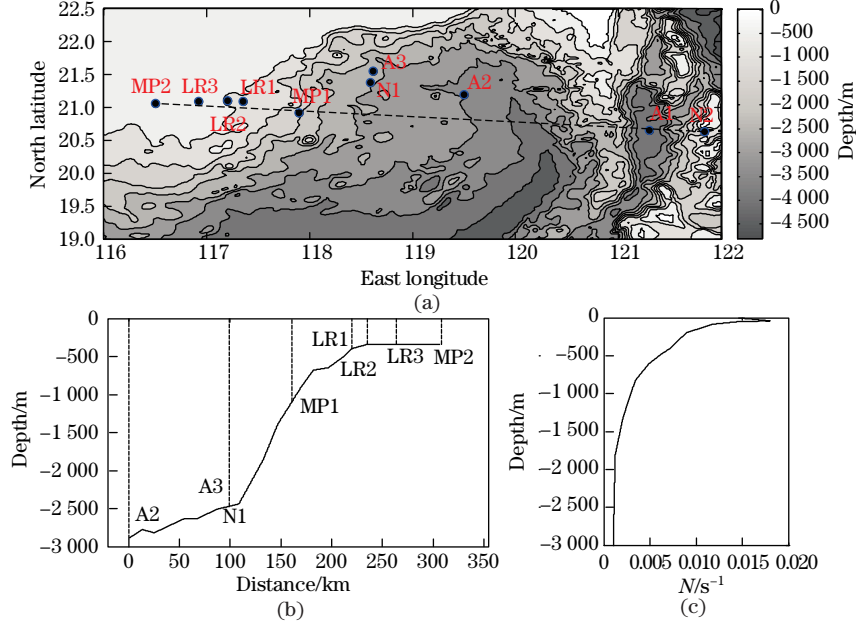 22.5
22.0
21.5
21.0
20.5
20.0
19.5
19.0
North latitude
116
117
118
119
120
121
122
East longitude
MP2
LR3
LR1
LR2
MP1
A3
N1
A2
A1
N2
0
−500
−1 000
−1 500
−2 000
−2 500
−3 000
−3 500
−4 000
−4 500
Depth/m
(a)
0
−500
−1 000
−1 500
−2 000
−2 500
−3 000
Depth/m
0
50
100
150
200
250
300
350
Distance/km
A2
A3
N1
MP1
LR1
LR2
LR3
MP2
(b)
0
−500
−1 000
−1 500
−2 000
−2 500
−3 000
Depth/m
0
0.005
0.010
0.015
0.020
N/s⁻¹
(c)